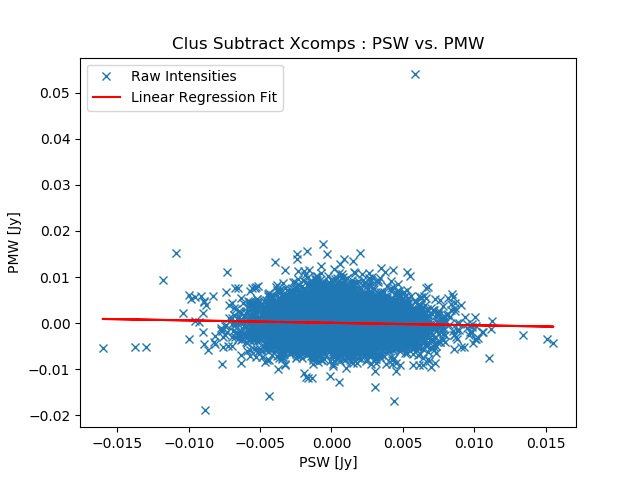 Clus Subtract Xcomps : PSW vs. PMW
Raw Intensities
Linear Regression Fit
PMW [Jy]
0.05
0.04
0.03
0.02
0.01
0.00
−0.01
−0.02
−0.015 −0.010 −0.005 0.000 0.005 0.010 0.015
PSW [Jy]